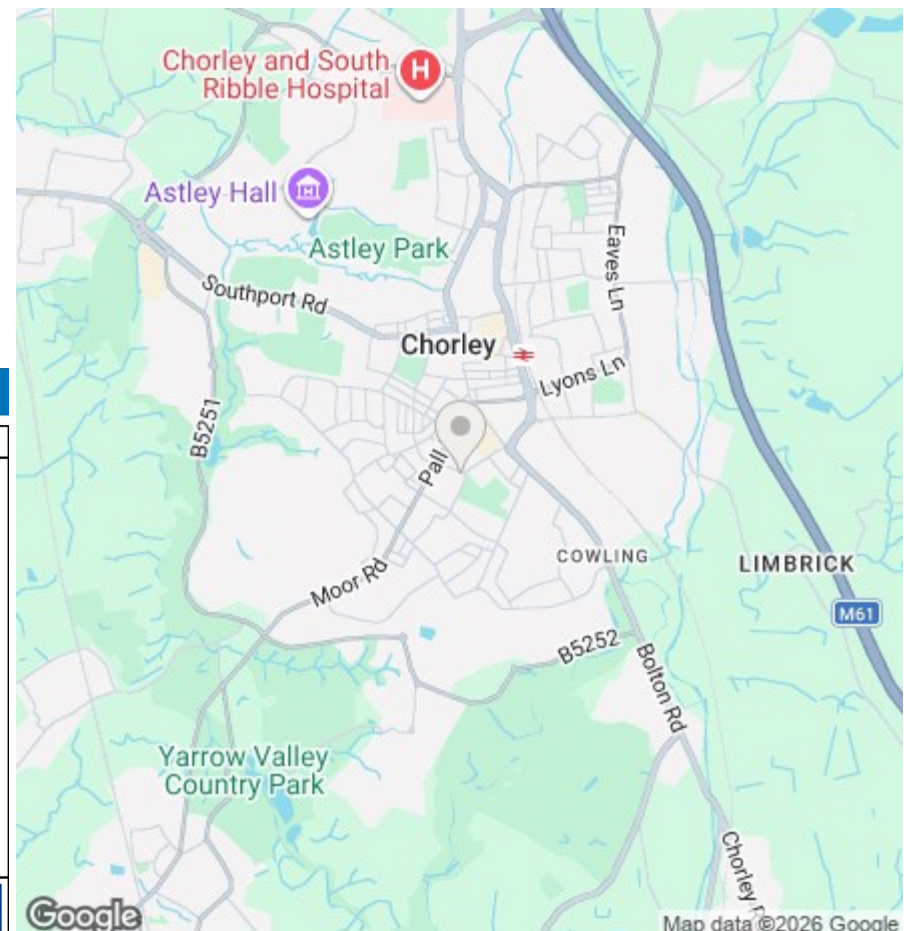 Chorley and South
Ribble Hospital
H
Astley Hall
Astley Park
Eaves Ln
Southport Rd
Chorley
Lyons Ln
B5251
Pall
COWLING
LIMBRICK
Moor Rd
M61
B5252
Bolton Rd
Yarrow Valley
Country Park
Chorley
Google
Map data ©2026 Google